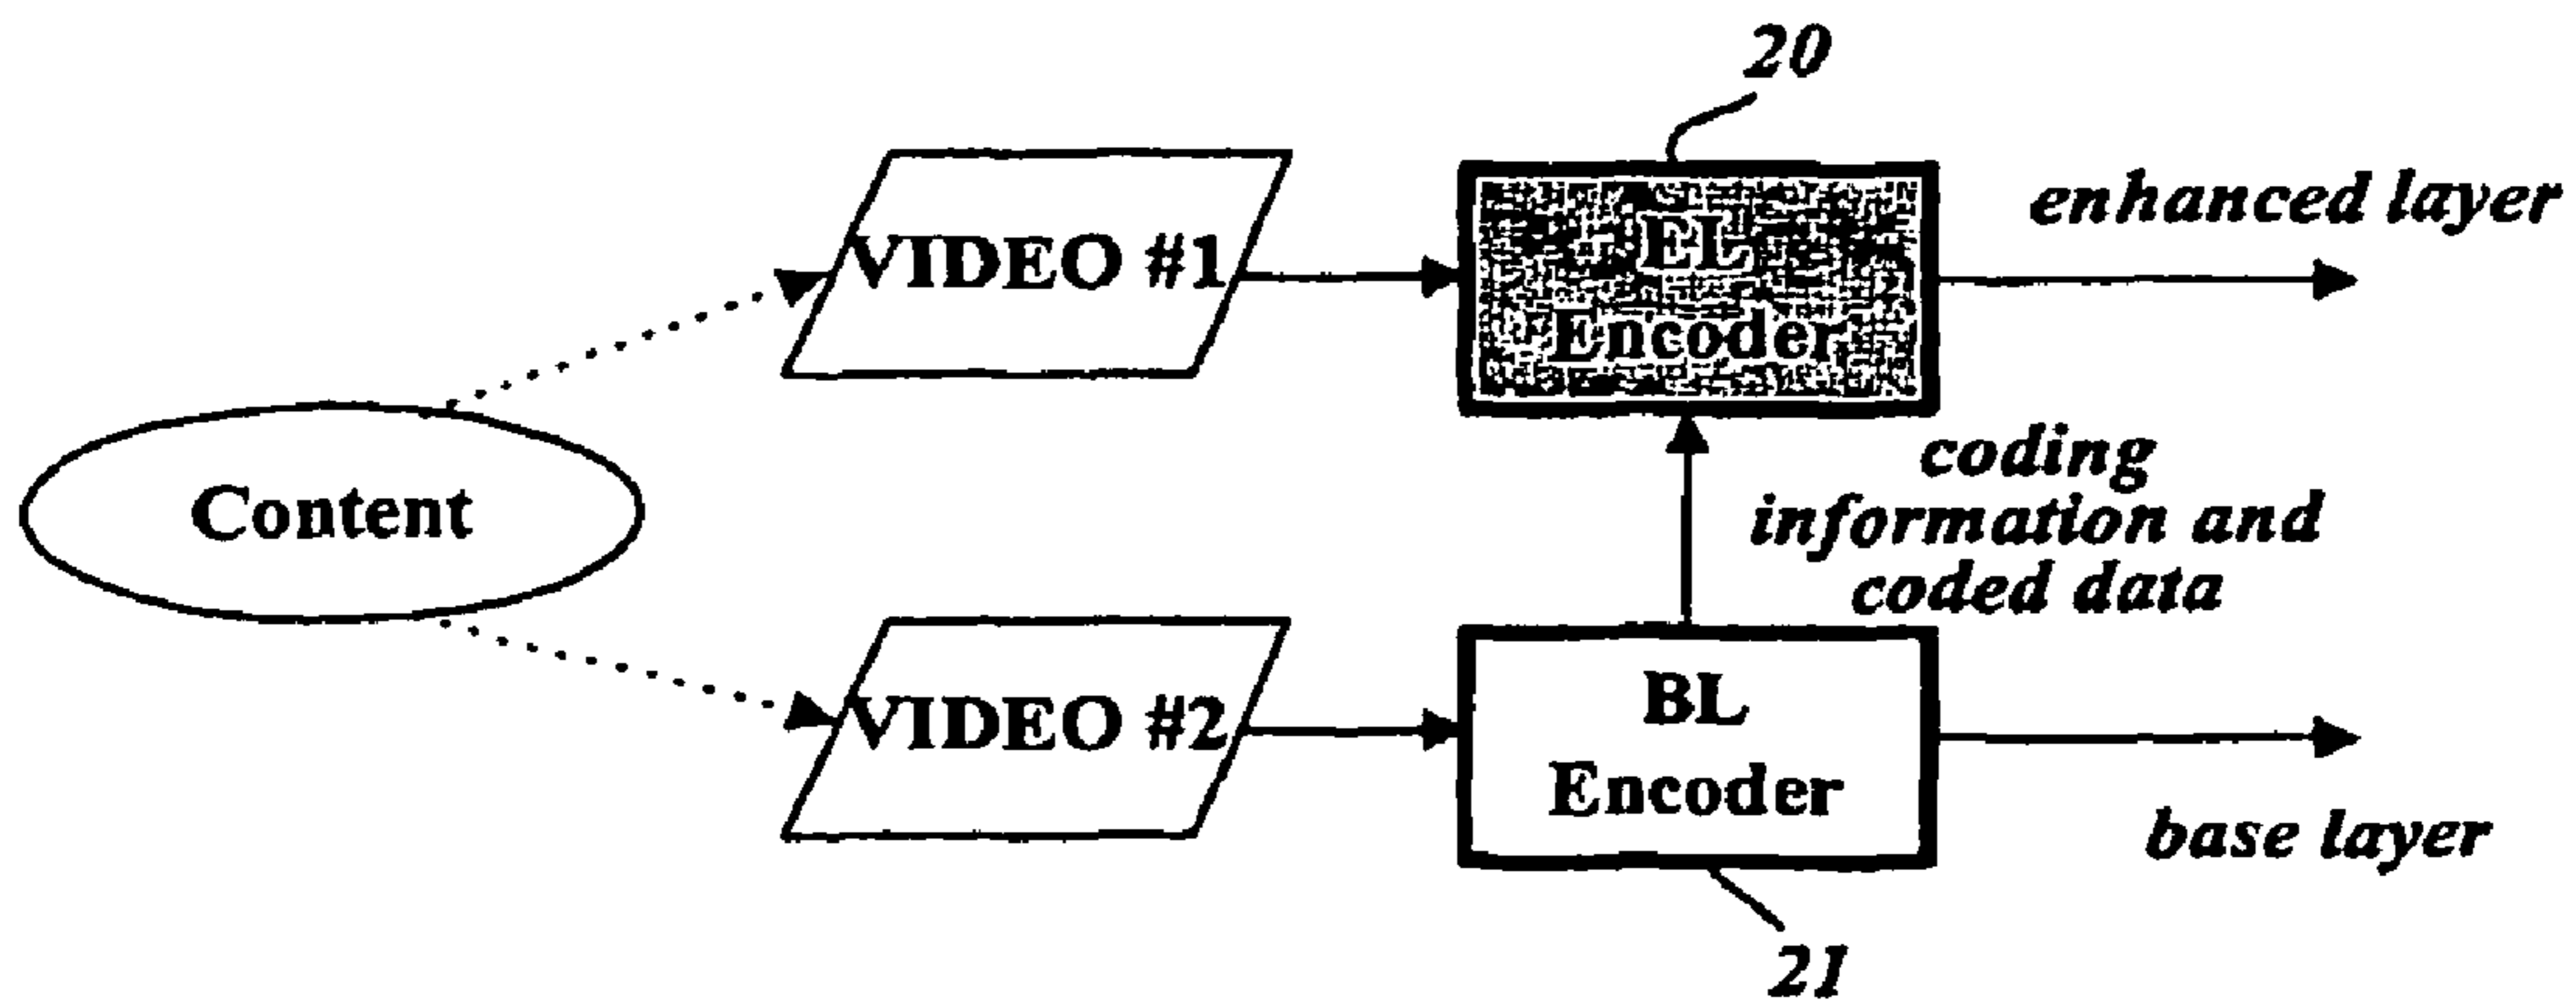 20
enhanced layer
VIDEO #1
EL
Encoder
coding
information and
coded data
Content
VIDEO #2
BL
Encoder
base layer
21